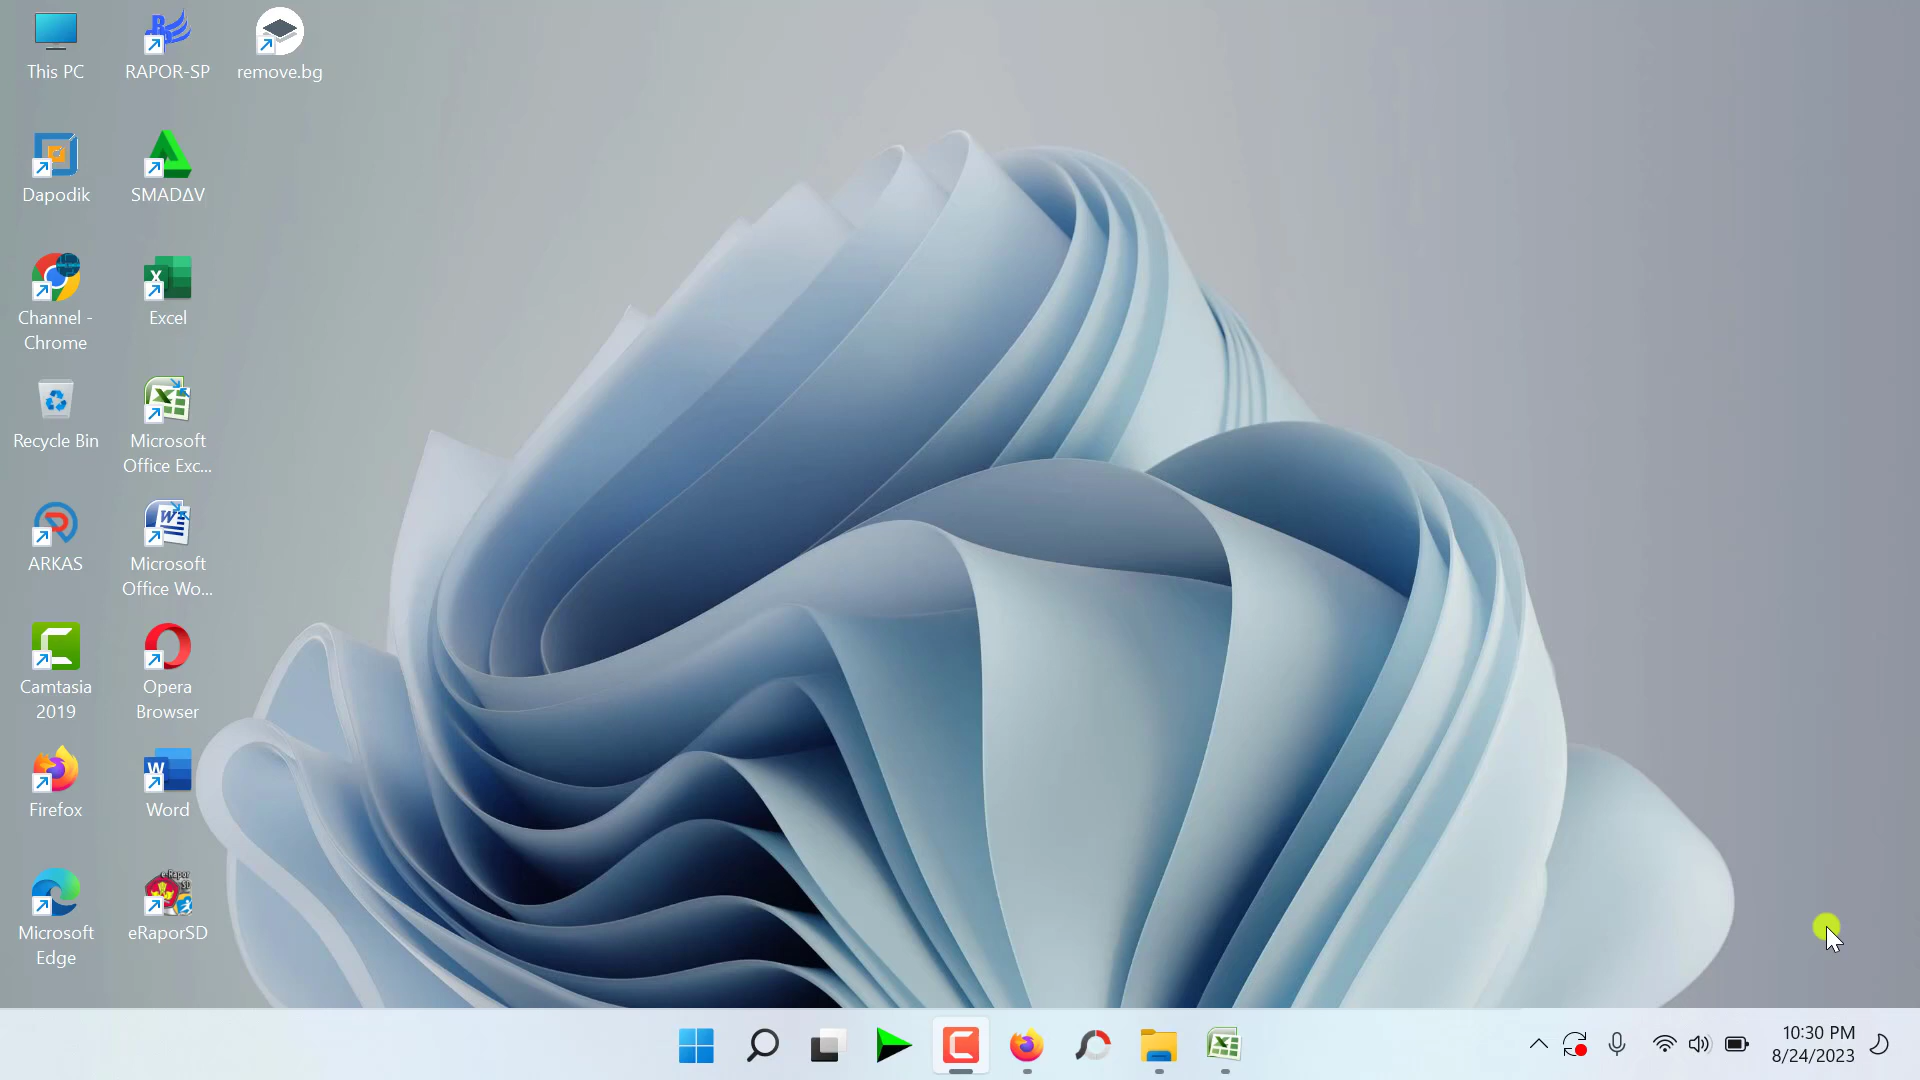 This PC
RAPOR-SP
remove.bg
Dapodik
SMADΔV
Channel -
Chrome
Excel
Recycle Bin
Microsoft
Office Exc...
ARKAS
Microsoft
Office Wo...
Camtasia
2019
Opera
Browser
Firefox
Word
Microsoft
Edge
eRaporSD
10:30 PM
8/24/2023